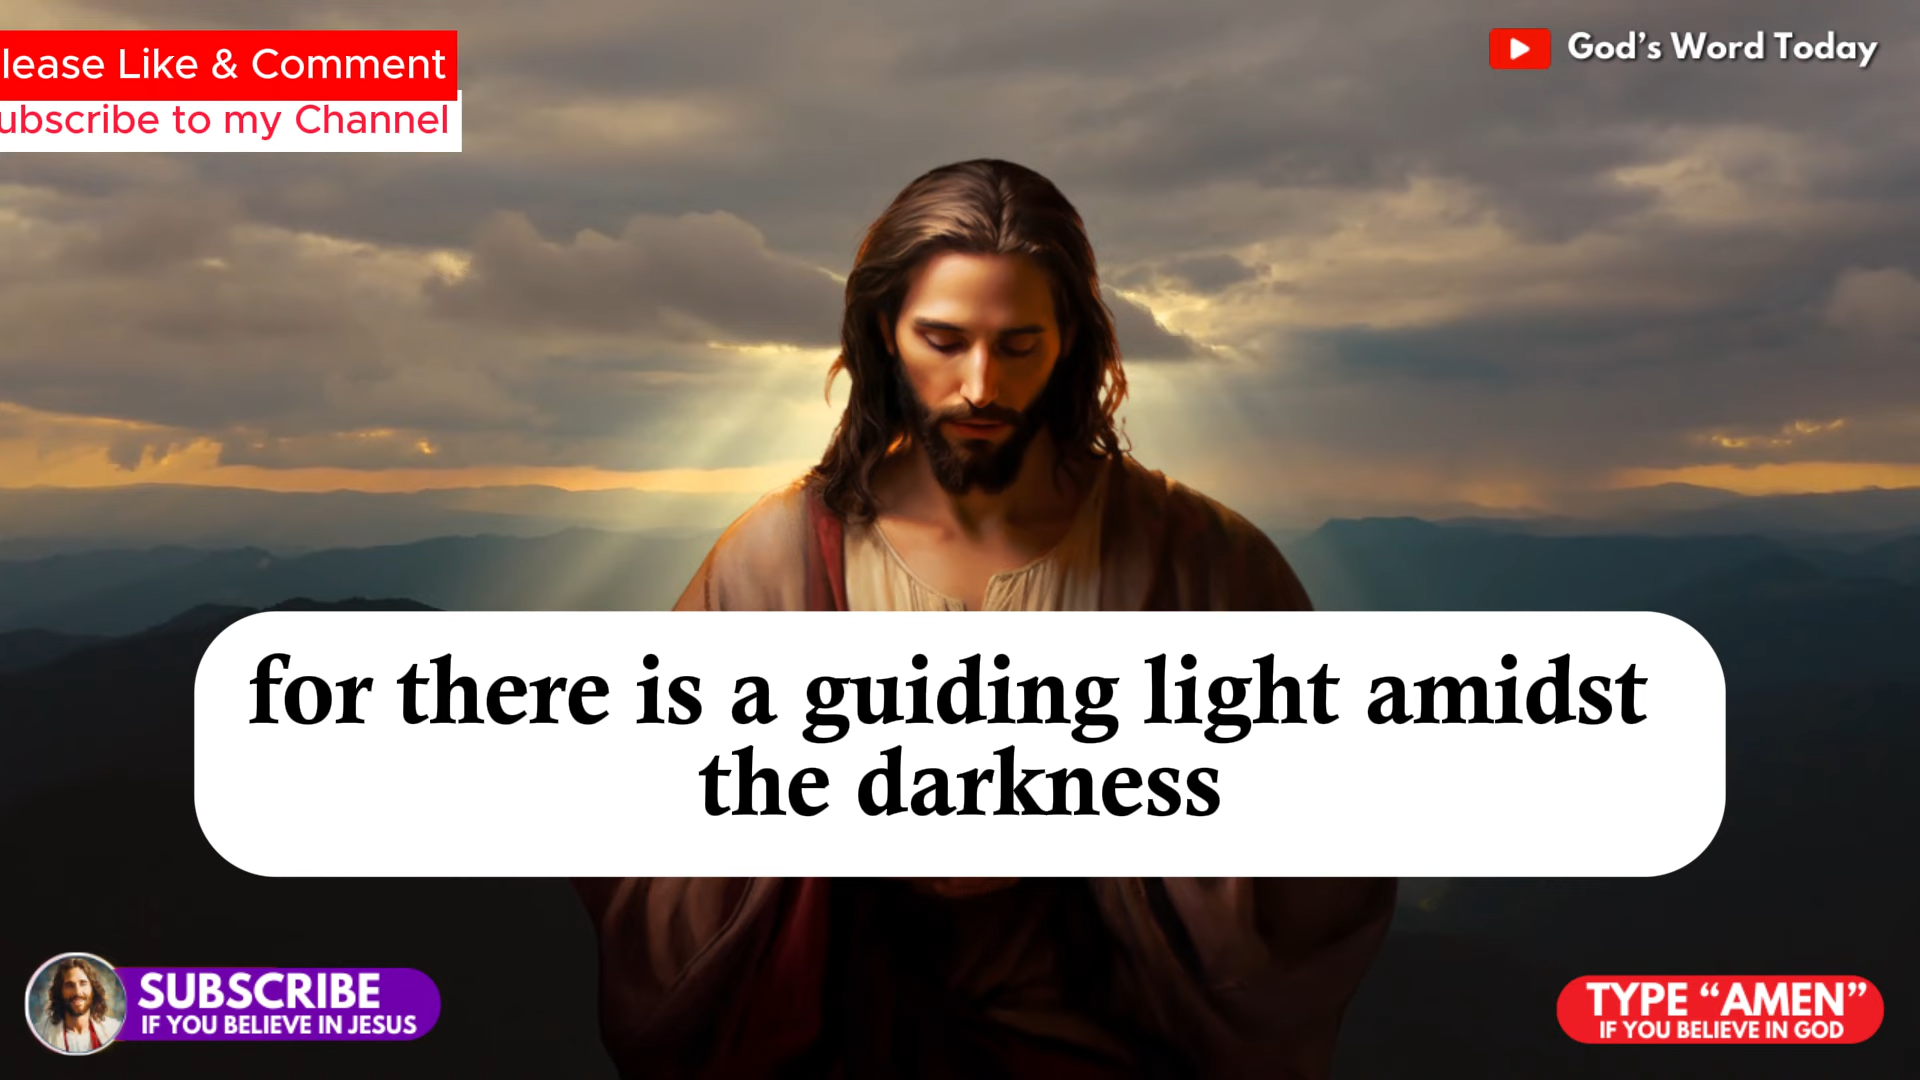 lease Like & Comment
ubscribe to my Channel
God's Word Today
for there is a guiding light amidst
the darkness
SUBSCRIBE
IF YOU BELIEVE IN JESUS
TYPE “AMEN”
IF YOU BELIEVE IN GOD